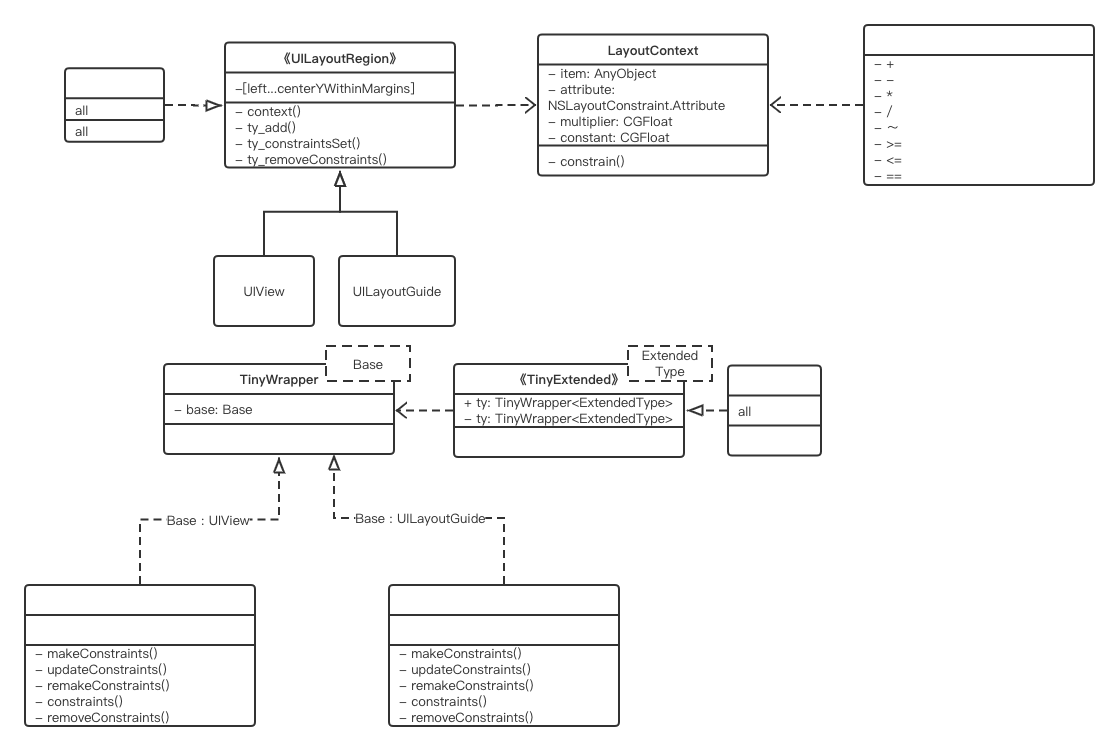 all
all
《UILayoutRegion》
–[left...centerYWithinMargins]
– context()
– ty_add()
– ty_constraintsSet()
– ty_removeConstraints()
LayoutContext
– item: AnyObject
– attribute:
NSLayoutConstraint.Attribute
– multiplier: CGFloat
– constant: CGFloat
– constrain()
– +
– −
– *
– /
– ～
– >=
– <=
– ==
UIView
UILayoutGuide
TinyWrapper
Base
– base: Base
《TinyExtended》
Extended
Type
+ ty: TinyWrapper<ExtendedType>
– ty: TinyWrapper<ExtendedType>
all
Base : UIView
Base : UILayoutGuide
– makeConstraints()
– updateConstraints()
– remakeConstraints()
– constraints()
– removeConstraints()
– makeConstraints()
– updateConstraints()
– remakeConstraints()
– constraints()
– removeConstraints()